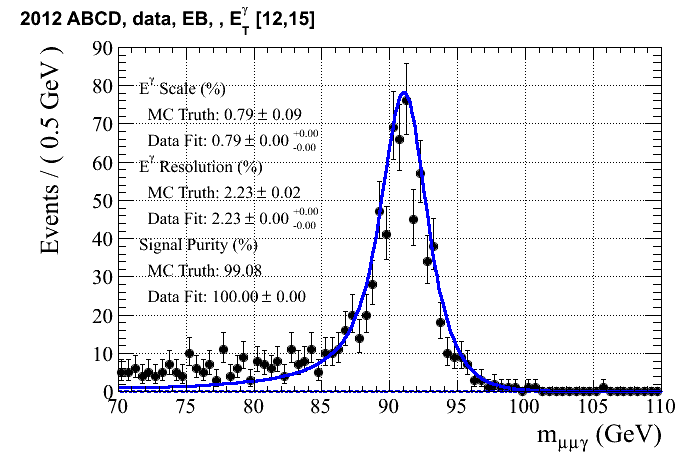 2012 ABCD, data, EB, , E_T^γ [12,15]
Events / ( 0.5 GeV )
90
80
70
60
50
40
30
20
10
0
E^γ Scale (%)
MC Truth: 0.79 ± 0.09
Data Fit: 0.79 ± 0.00 +0.00 -0.00
E^γ Resolution (%)
MC Truth: 2.23 ± 0.02
Data Fit: 2.23 ± 0.00 +0.00 -0.00
Signal Purity (%)
MC Truth: 99.08
Data Fit: 100.00 ± 0.00
70 75 80 85 90 95 100 105 110
m_μμγ (GeV)